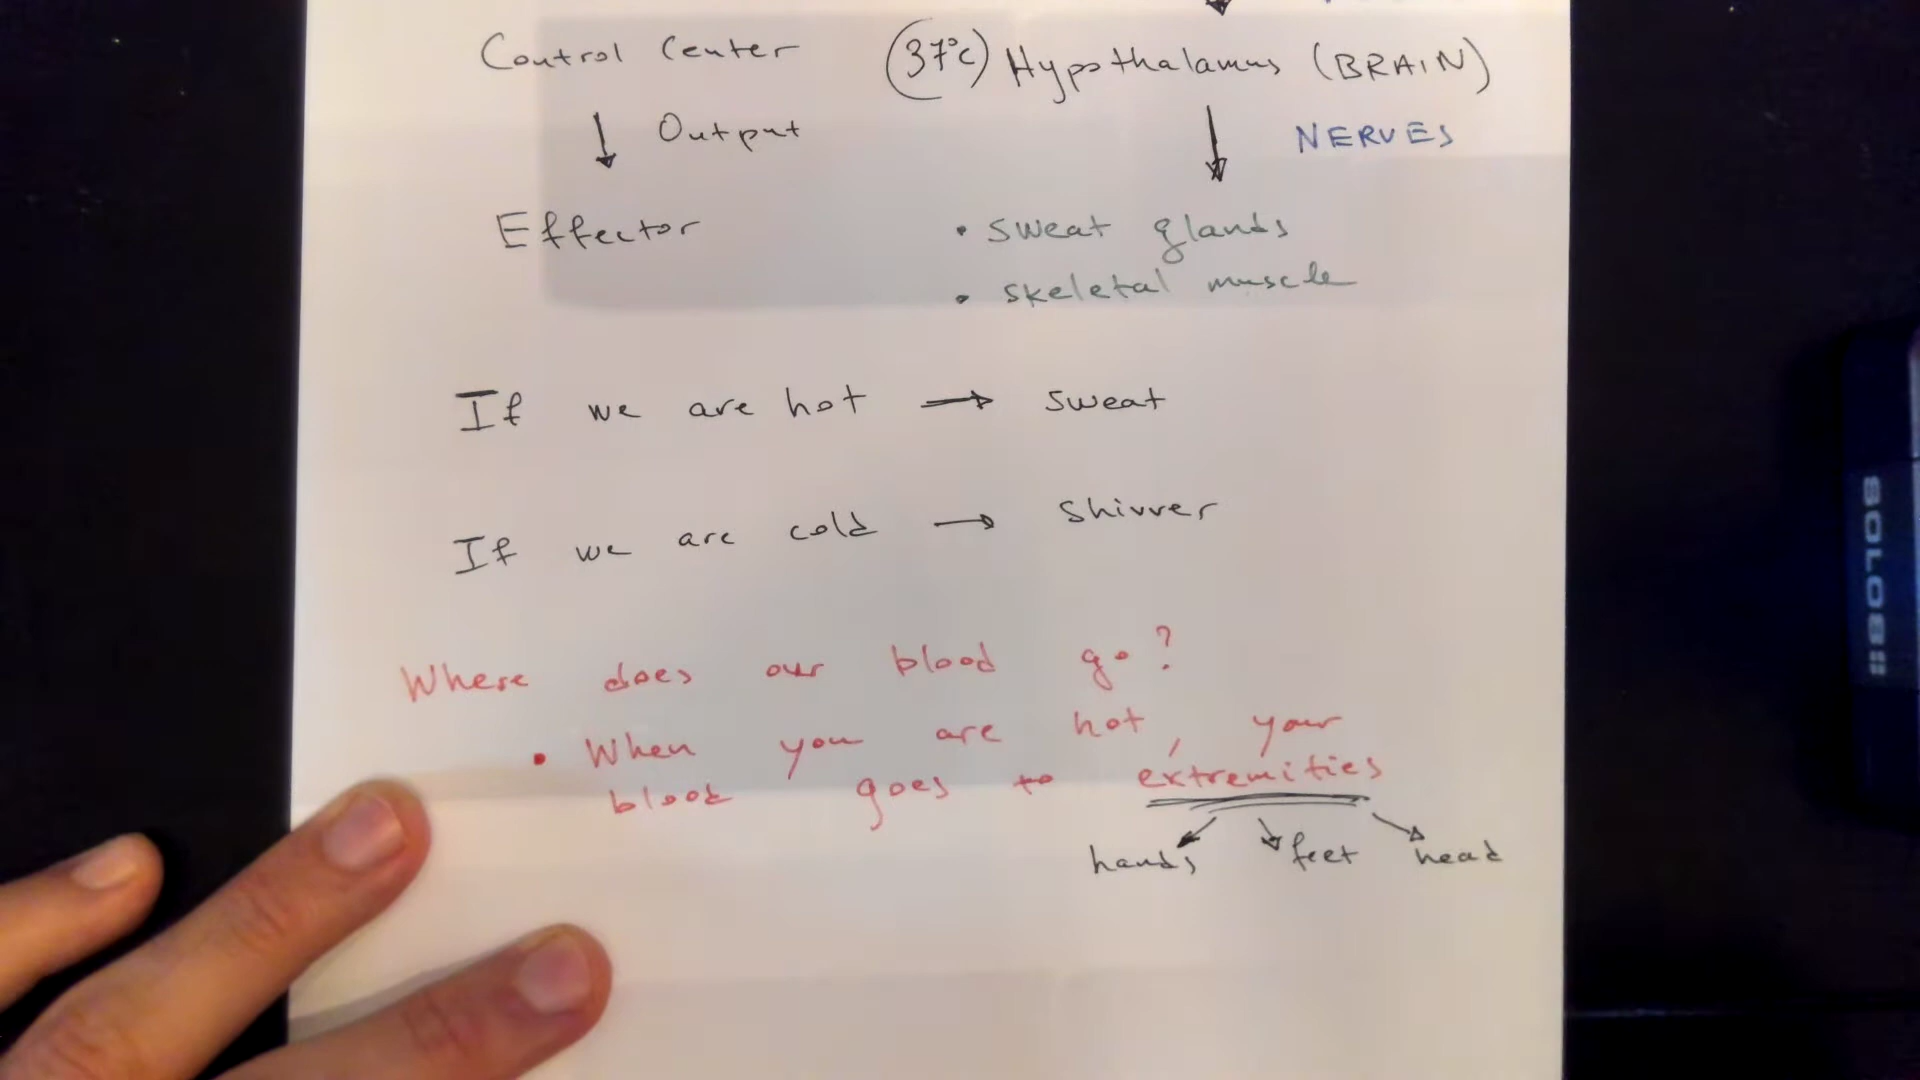 Control Center (37°C) Hypothalamus (BRAIN)
↓ Output ↓ NERVES
Effector • sweat glands
• skeletal muscle
If we are hot → sweat
If we are cold → Shivver
Where does our blood go?
• When you are hot, your
blood goes to extremities
hands feet head
SOLO8